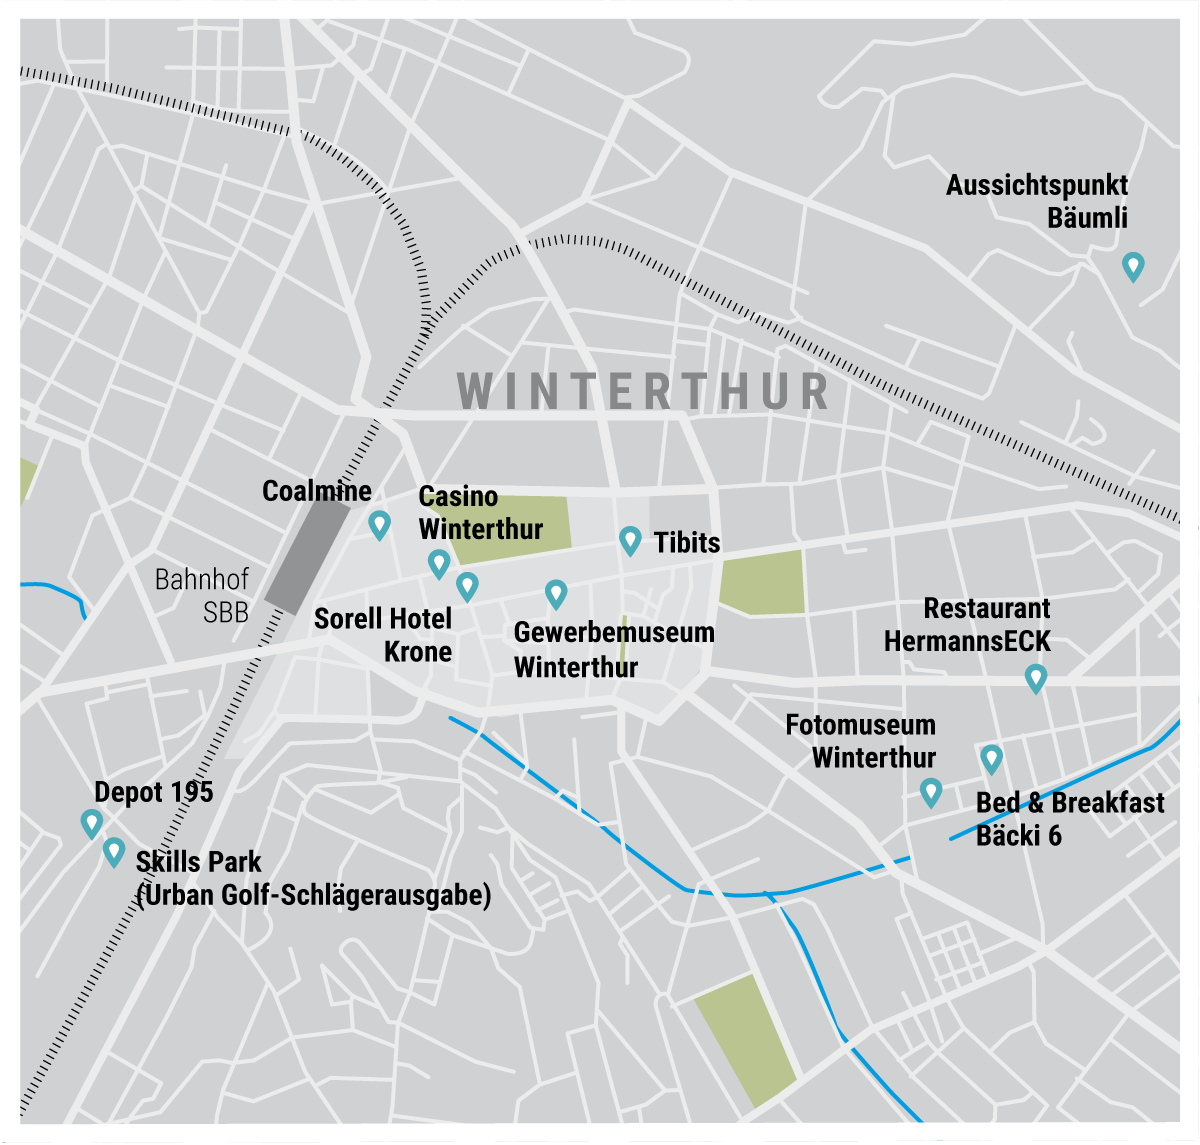 Aussichtspunkt
Bäumli
WINTERTHUR
Coalmine
Casino
Winterthur
Tibits
Bahnhof
SBB
Sorell Hotel
Krone
Gewerbemuseum
Winterthur
Restaurant
HermannsECK
Fotomuseum
Winterthur
Bed & Breakfast
Bäcki 6
Depot 195
Skills Park
(Urban Golf-Schlägerausgabe)